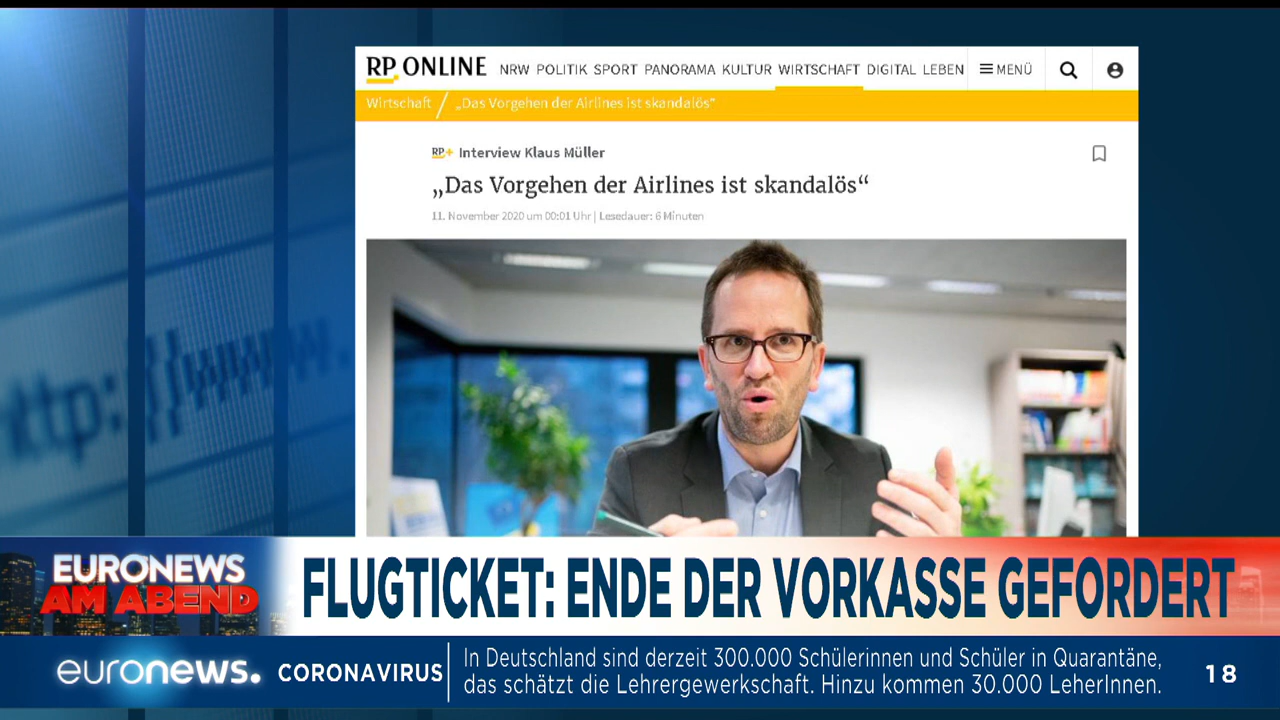 RP ONLINE NRW POLITIK SPORT PANORAMA KULTUR WIRTSCHAFT DIGITAL LEBEN MENÜ
Wirtschaft / „Das Vorgehen der Airlines ist skandalös“
RP+ Interview Klaus Müller
„Das Vorgehen der Airlines ist skandalös“
11. November 2020 um 00:01 Uhr | Lesedauer: 6 Minuten
http://www.
EURONEWS
AM ABEND
FLUGTICKET: ENDE DER VORKASSE GEFORDERT
euronews.
CORONAVIRUS
In Deutschland sind derzeit 300.000 Schülerinnen und Schüler in Quarantäne,
das schätzt die Lehrergewerkschaft. Hinzu kommen 30.000 LeherInnen.
18